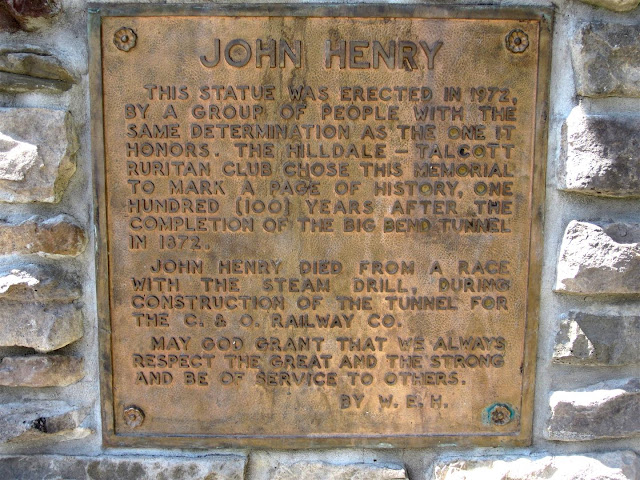 JOHN HENRY
THIS STATUE WAS ERECTED IN 1972,
BY A GROUP OF PEOPLE WITH THE
SAME DETERMINATION AS THE ONE IT
HONORS. THE HILLDALE – TALCOTT
RURITAN CLUB CHOSE THIS MEMORIAL
TO MARK A PAGE OF HISTORY, ONE
HUNDRED (100) YEARS AFTER THE
COMPLETION OF THE BIG BEND TUNNEL
IN 1872.
JOHN HENRY DIED FROM A RACE
WITH THE STEAM DRILL, DURING
CONSTRUCTION OF THE TUNNEL FOR
THE C. & O. RAILWAY CO.
MAY GOD GRANT THAT WE ALWAYS
RESPECT THE GREAT AND THE STRONG
AND BE OF SERVICE TO OTHERS.
BY W. E. H.